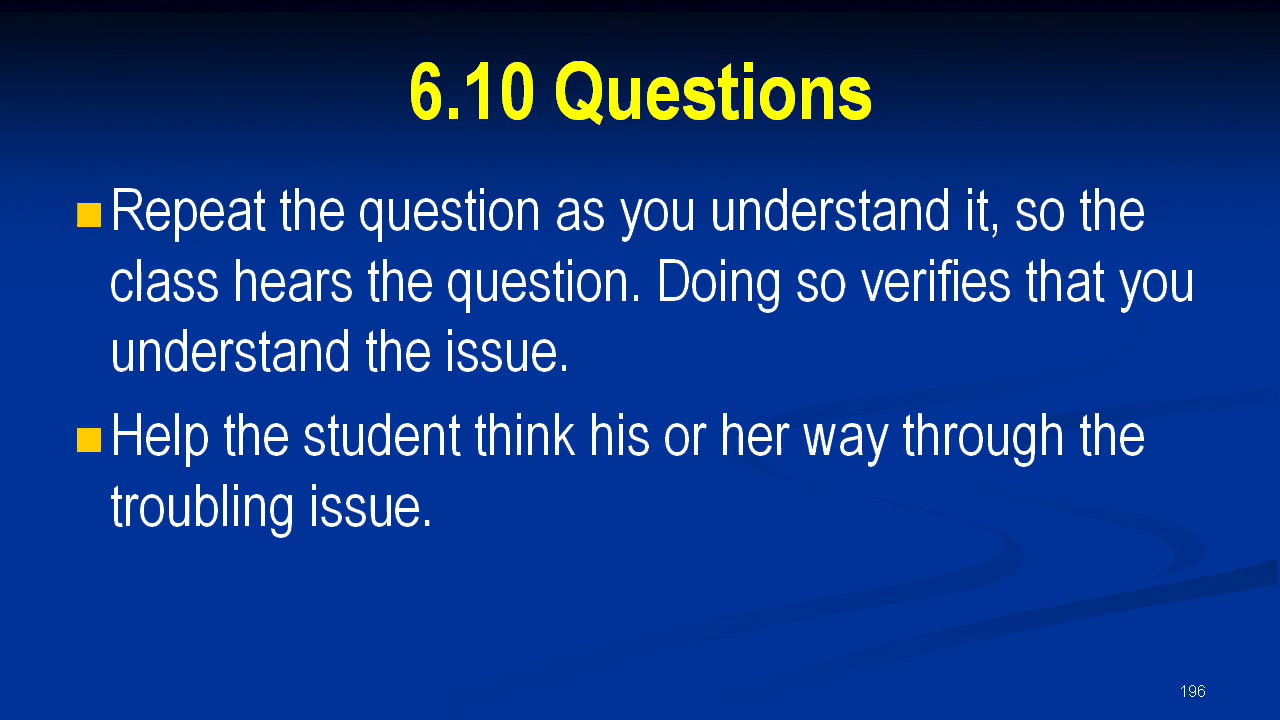 6.10 Questions
Repeat the question as you understand it, so the
class hears the question. Doing so verifies that you
understand the issue.
Help the student think his or her way through the
troubling issue.
196